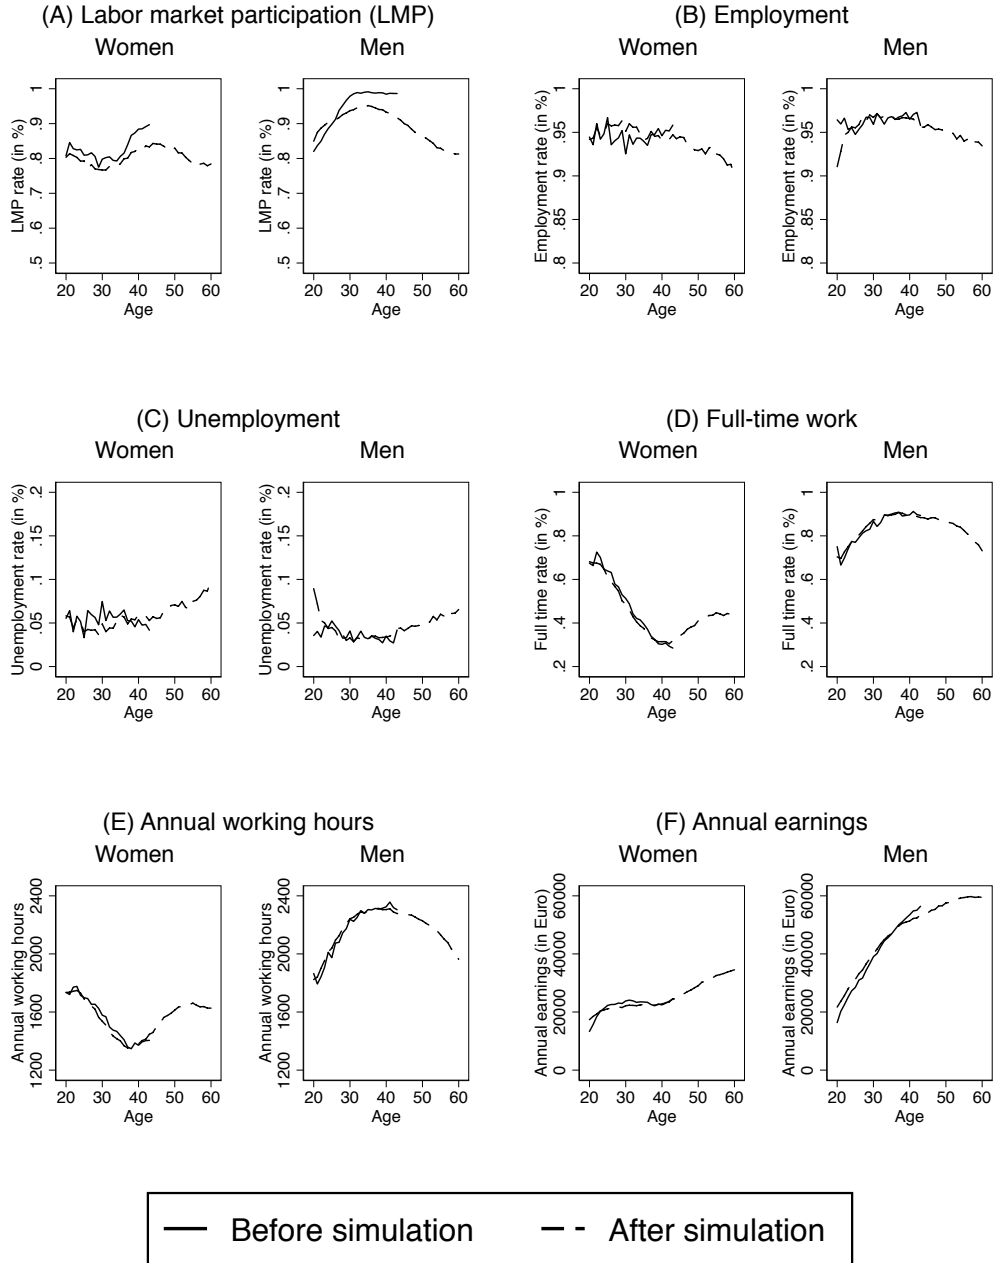 (A) Labor market participation (LMP)
Women
Men
LMP rate (in %)
.5 .6 .7 .8 .9 1
20 30 40 50 60
Age
LMP rate (in %)
.5 .6 .7 .8 .9 1
20 30 40 50 60
Age
(B) Employment
Women
Men
Employment rate (in %)
.8 .85 .9 .95 1
20 30 40 50 60
Age
Employment rate (in %)
.8 .85 .9 .95 1
20 30 40 50 60
Age
(C) Unemployment
Women
Men
Unemployment rate (in %)
0 .05 .1 .15 .2
20 30 40 50 60
Age
Unemployment rate (in %)
0 .05 .1 .15 .2
20 30 40 50 60
Age
(D) Full-time work
Women
Men
Full time rate (in %)
.2 .4 .6 .8 1
20 30 40 50 60
Age
Full time rate (in %)
.2 .4 .6 .8 1
20 30 40 50 60
Age
(E) Annual working hours
Women
Men
Annual working hours
1200 1600 2000 2400
20 30 40 50 60
Age
Annual working hours
1200 1600 2000 2400
20 30 40 50 60
Age
(F) Annual earnings
Women
Men
Annual earnings (in Euro)
0 20000 40000 60000
20 30 40 50 60
Age
Annual earnings (in Euro)
0 20000 40000 60000
20 30 40 50 60
Age
Before simulation
After simulation